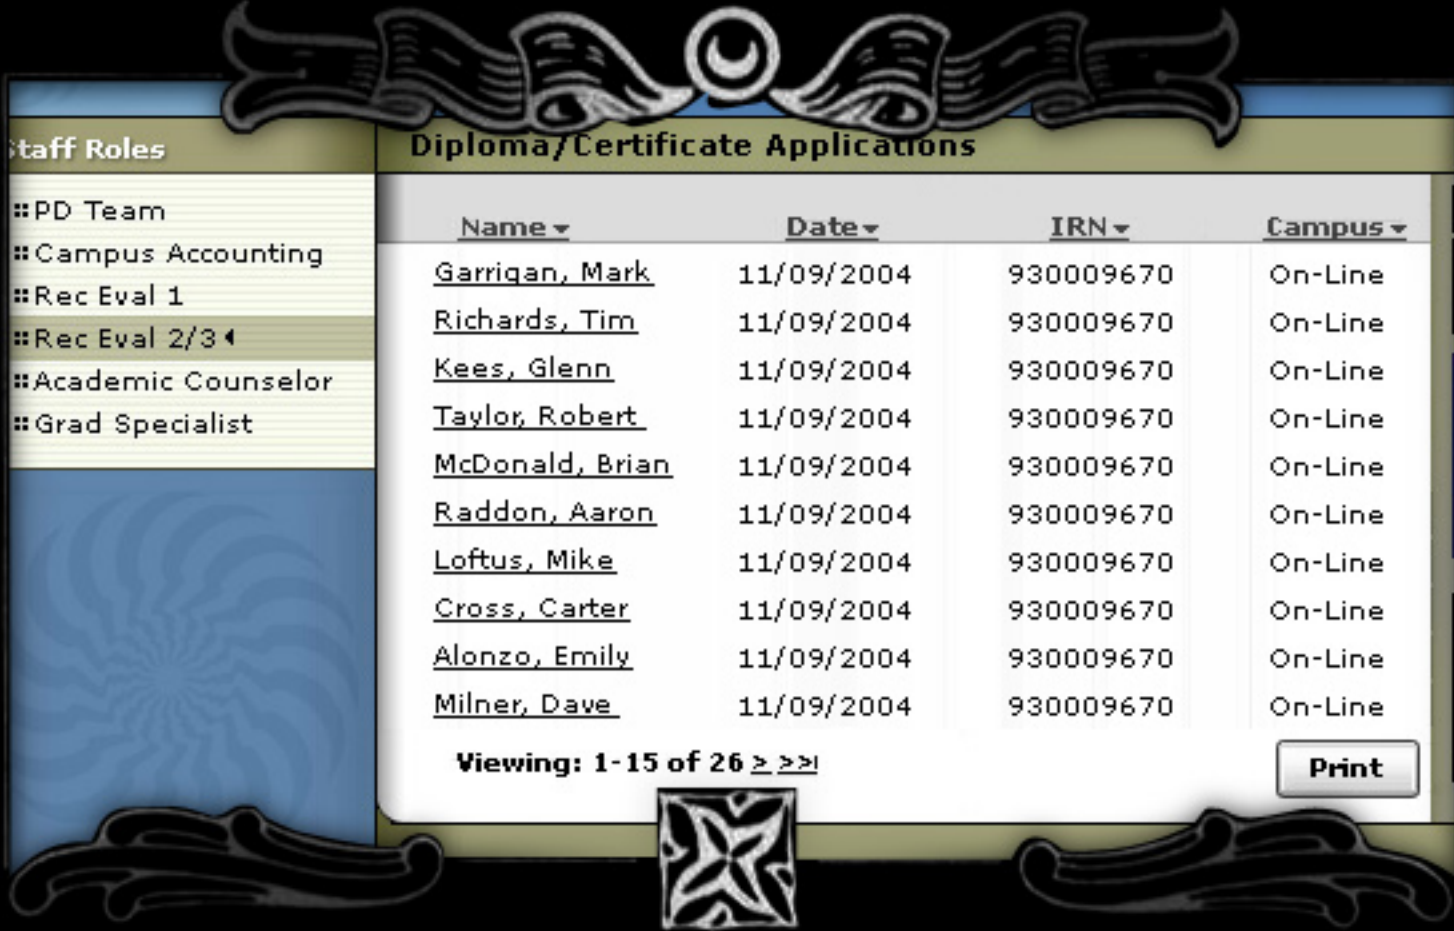 Staff Roles
PD Team
Campus Accounting
Rec Eval 1
Rec Eval 2/3
Academic Counselor
Grad Specialist
Diploma/Certificate Applications
Name Date IRN Campus
Garrigan, Mark 11/09/2004 930009670 On-Line
Richards, Tim 11/09/2004 930009670 On-Line
Kees, Glenn 11/09/2004 930009670 On-Line
Taylor, Robert 11/09/2004 930009670 On-Line
McDonald, Brian 11/09/2004 930009670 On-Line
Raddon, Aaron 11/09/2004 930009670 On-Line
Loftus, Mike 11/09/2004 930009670 On-Line
Cross, Carter 11/09/2004 930009670 On-Line
Alonzo, Emily 11/09/2004 930009670 On-Line
Milner, Dave 11/09/2004 930009670 On-Line
Viewing: 1-15 of 26 > >>|
Print